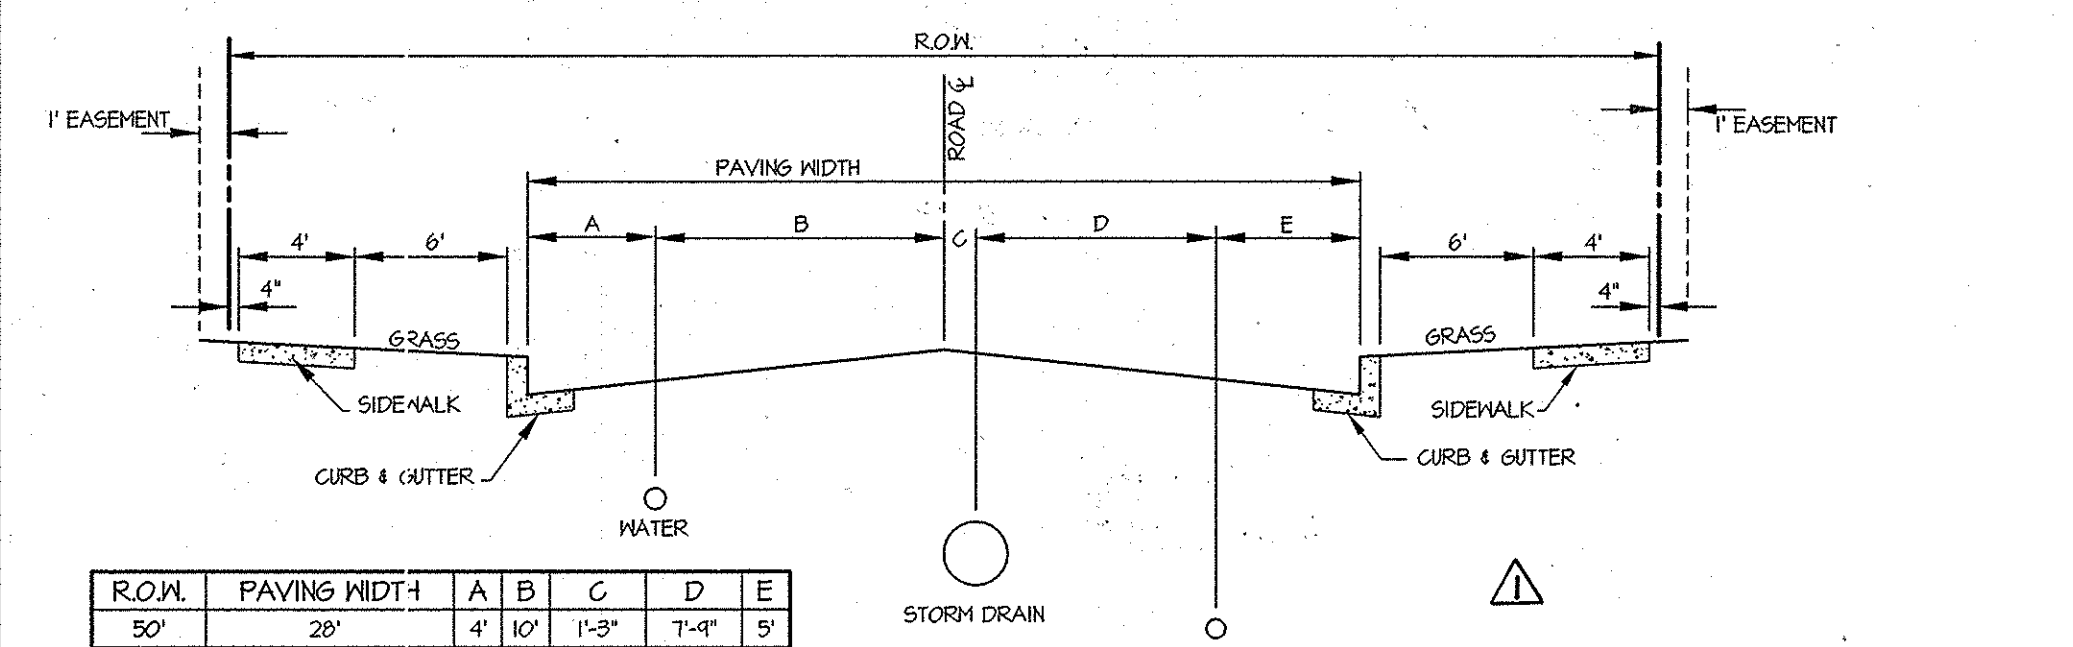 R.O.W.
ROAD ℄
1' EASEMENT
1' EASEMENT
PAVING WIDTH
A B C D E
4' 6' 6' 4'
4" 4"
GRASS GRASS
SIDEWALK SIDEWALK
CURB & GUTTER CURB & GUTTER
WATER
STORM DRAIN
1
R.O.W. PAVING WIDTH A B C D E
50' 28' 4' 10' 1'-3" 7'-9" 5'